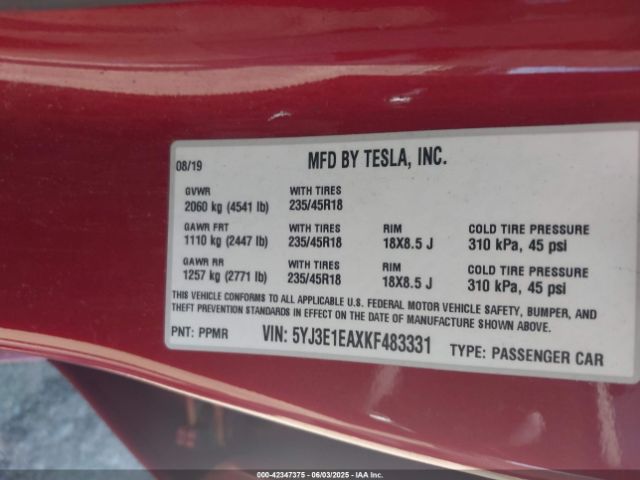 08/19 MFD BY TESLA, INC.
GVWR WITH TIRES
2060 kg (4541 lb) 235/45R18
GAWR FRT WITH TIRES RIM COLD TIRE PRESSURE
1110 kg (2447 lb) 235/45R18 18X8.5 J 310 kPa, 45 psi
GAWR RR WITH TIRES RIM COLD TIRE PRESSURE
1257 kg (2771 lb) 235/45R18 18X8.5 J 310 kPa, 45 psi
THIS VEHICLE CONFORMS TO ALL APPLICABLE U.S. FEDERAL MOTOR VEHICLE SAFETY, BUMPER, AND
THEFT PREVENTION STANDARDS IN EFFECT ON THE DATE OF MANUFACTURE SHOWN ABOVE.
PNT: PPMR VIN: 5YJ3E1EAXKF483331 TYPE: PASSENGER CAR
000-42347375 - 06/03/2025 - IAA Inc.